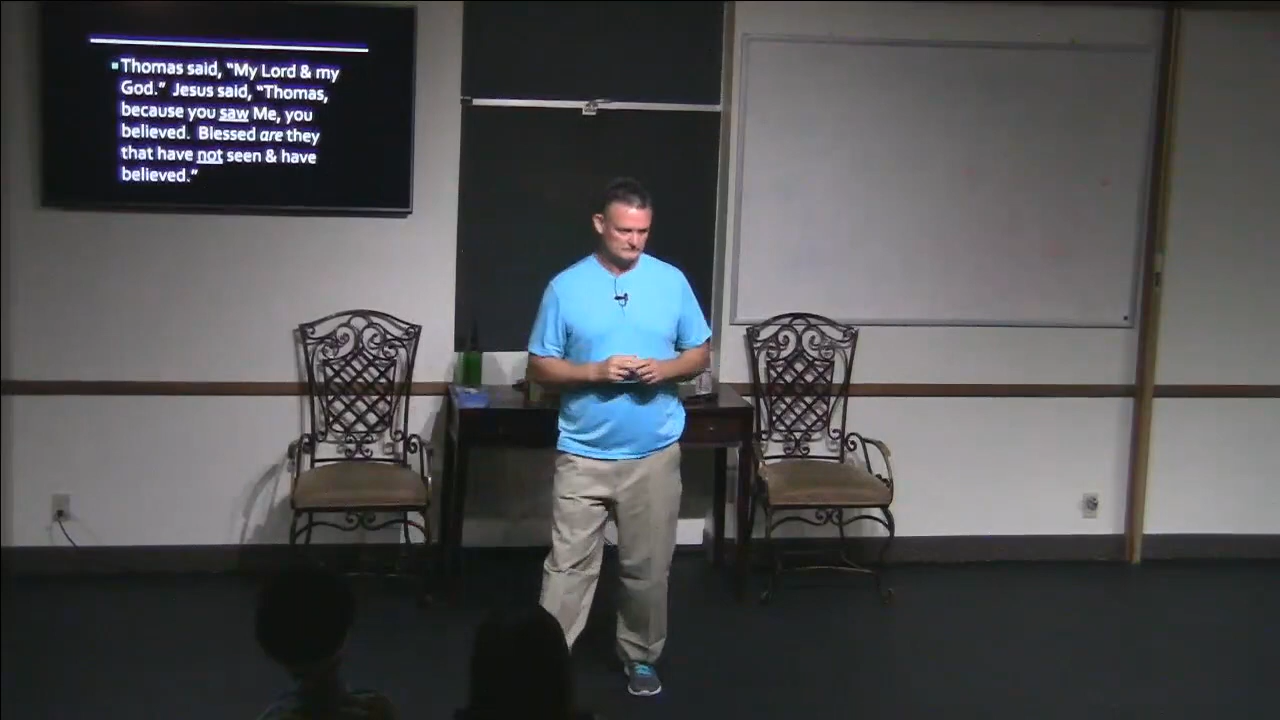 Thomas said, “My Lord & my
God.” Jesus said, “Thomas,
because you saw Me, you
believed. Blessed are they
that have not seen & have
believed.”